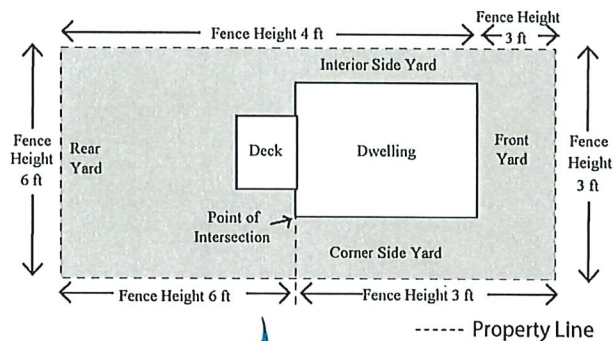 Fence Height 4 ft
Fence Height
3 ft
Interior Side Yard
Fence
Height
6 ft
Rear
Yard
Deck
Dwelling
Front
Yard
Fence
Height
3 ft
Point of
Intersection
Corner Side Yard
Fence Height 6 ft
Fence Height 3 ft
Property Line